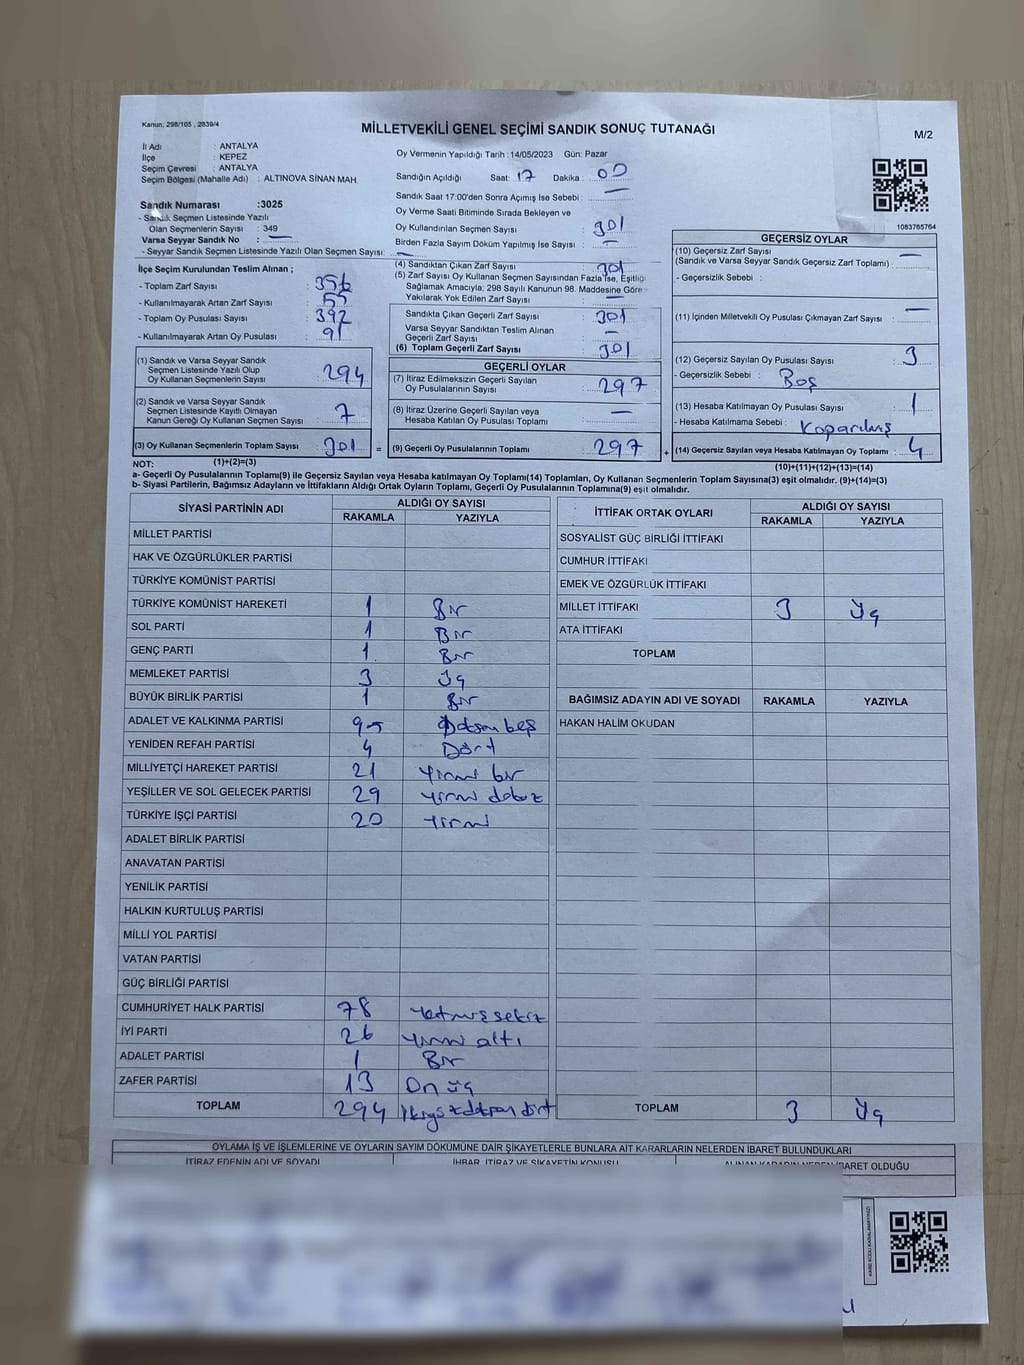 Kanun; 298/105 , 2839/4
MİLLETVEKİLİ GENEL SEÇİMİ SANDIK SONUÇ TUTANAĞI
M/2
İl Adı : ANTALYA
İlçe : KEPEZ
Seçim Çevresi : ANTALYA
Seçim Bölgesi (Mahalle Adı) : ALTINOVA SİNAN MAH.
Sandık Numarası :3025
- Sandık Seçmen Listesinde Yazılı
Olan Seçmenlerin Sayısı : 349
Varsa Seyyar Sandık No : —
- Seyyar Sandık Seçmen Listesinde Yazılı Olan Seçmen Sayısı: —
İlçe Seçim Kurulundan Teslim Alınan ;
- Toplam Zarf Sayısı : 356
- Kullanılmayarak Artan Zarf Sayısı : 55
- Toplam Oy Pusulası Sayısı : 392
- Kullanılmayarak Artan Oy Pusulası : 91
(1) Sandık ve Varsa Seyyar Sandık
Seçmen Listesinde Yazılı Olup
Oy Kullanan Seçmenlerin Sayısı : 294
(2) Sandık ve Varsa Seyyar Sandık
Seçmen Listesinde Kayıtlı Olmayan
Kanun Gereği Oy Kullanan Seçmen Sayısı : 7
(3) Oy Kullanan Seçmenlerin Toplam Sayısı : 301
Oy Vermenin Yapıldığı Tarih :14/05/2023 Gün: Pazar
Sandığın Açıldığı Saat: 17 Dakika : 00
Sandık Saat 17:00'den Sonra Açımış İse Sebebi : —
Oy Verme Saati Bitiminde Sırada Bekleyen ve
Oy Kullandırılan Seçmen Sayısı : 301
Birden Fazla Sayım Döküm Yapılmış İse Sayısı : —
(4) Sandıktan Çıkan Zarf Sayısı : 301
(5) Zarf Sayısı Oy Kullanan Seçmen Sayısından Fazla İse, Eşitliği
Sağlamak Amacıyla; 298 Sayılı Kanunun 98. Maddesine Göre
Yakılarak Yok Edilen Zarf Sayısı : —
Sandıkta Çıkan Geçerli Zarf Sayısı : 301
Varsa Seyyar Sandıktan Teslim Alınan
Geçerli Zarf Sayısı : —
(6) Toplam Geçerli Zarf Sayısı : 301
GEÇERLİ OYLAR
(7) İtiraz Edilmeksizin Geçerli Sayılan
Oy Pusulalarının Sayısı : 297
(8) İtiraz Üzerine Geçerli Sayılan veya
Hesaba Katılan Oy Pusulası Toplamı : —
= (9) Geçerli Oy Pusulalarının Toplamı : 297
1083765764
GEÇERSİZ OYLAR
(10) Geçersiz Zarf Sayısı
(Sandık ve Varsa Seyyar Sandık Geçersiz Zarf Toplamı) : —
- Geçersizlik Sebebi :
(11) İçinden Milletvekili Oy Pusulası Çıkmayan Zarf Sayısı : —
(12) Geçersiz Sayılan Oy Pusulası Sayısı : 3
- Geçersizlik Sebebi : Boş
(13) Hesaba Katılmayan Oy Pusulası Sayısı : 1
- Hesaba Katılmama Sebebi : Koparılmış
+ (14) Geçersiz Sayılan veya Hesaba Katılmayan Oy Toplamı : 4
NOT: (1)+(2)=(3)
(10)+(11)+(12)+(13)=(14)
a- Geçerli Oy Pusulalarının Toplamı(9) ile Geçersiz Sayılan veya Hesaba katılmayan Oy Toplamı(14) Toplamları, Oy Kullanan Seçmenlerin Toplam Sayısına(3) eşit olmalıdır. (9)+(14)=(3)
b- Siyasi Partilerin, Bağımsız Adayların ve İttifakların Aldığı Oyların Toplamı, Geçerli Oy Pusulalarının Toplamına(9) eşit olmalıdır.
SİYASİ PARTİNİN ADI ALDIĞI OY SAYISI
RAKAMLA YAZIYLA
MİLLET PARTİSİ
HAK VE ÖZGÜRLÜKLER PARTİSİ
TÜRKİYE KOMÜNİST PARTİSİ
TÜRKİYE KOMÜNİST HAREKETİ 1 Bir
SOL PARTİ 1 Bir
GENÇ PARTİ 1 Bir
MEMLEKET PARTİSİ 3 Üç
BÜYÜK BİRLİK PARTİSİ 1 Bir
ADALET VE KALKINMA PARTİSİ 95 Doksan beş
YENİDEN REFAH PARTİSİ 4 Dört
MİLLİYETÇİ HAREKET PARTİSİ 21 Yirmi bir
YEŞİLLER VE SOL GELECEK PARTİSİ 29 Yirmi dokuz
TÜRKİYE İŞÇİ PARTİSİ 20 Yirmi
ADALET BİRLİK PARTİSİ
ANAVATAN PARTİSİ
YENİLİK PARTİSİ
HALKIN KURTULUŞ PARTİSİ
MİLLİ YOL PARTİSİ
VATAN PARTİSİ
GÜÇ BİRLİĞİ PARTİSİ
CUMHURİYET HALK PARTİSİ 78 Yetmiş sekiz
İYİ PARTİ 26 Yirmi altı
ADALET PARTİSİ 1 Bir
ZAFER PARTİSİ 13 On üç
TOPLAM 294 İkiyüz doksan dört
İTTİFAK ORTAK OYLARI ALDIĞI OY SAYISI
RAKAMLA YAZIYLA
SOSYALİST GÜÇ BİRLİĞİ İTTİFAKI
CUMHUR İTTİFAKI
EMEK VE ÖZGÜRLÜK İTTİFAKI
MİLLET İTTİFAKI 3 Üç
ATA İTTİFAKI
TOPLAM
BAĞIMSIZ ADAYIN ADI VE SOYADI RAKAMLA YAZIYLA
HAKAN HALIM OKUDAN
TOPLAM 3 Üç
OYLAMA İŞ VE İŞLEMLERİNE VE OYLARIN SAYIM DÖKÜMÜNE DAİR ŞİKAYETLERLE BUNLARA AİT KARARLARIN NELERDEN İBARET BULUNDUKLARI
İTİRAZ EDENİN ADI VE SOYADI İHBAR, İTİRAZ VE ŞİKAYETİN KONUSU ALINAN KARARIN NEDEN İBARET OLDUĞU